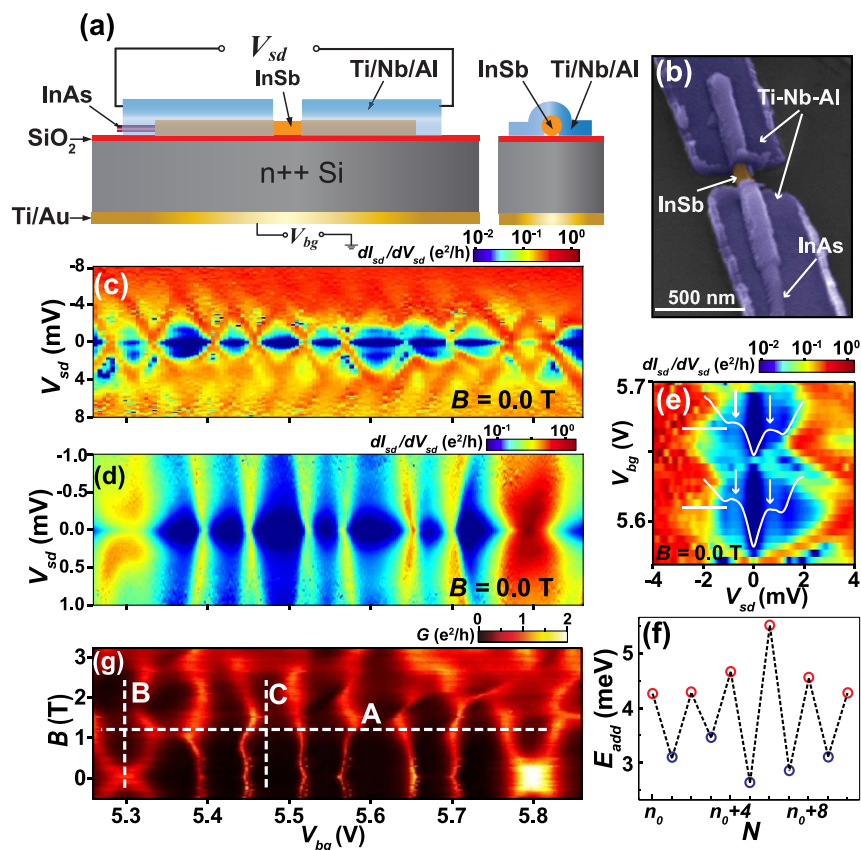 (a)
V_sd
InSb
Ti/Nb/Al
InAs
SiO2
n++ Si
Ti/Au
V_bg
InSb Ti/Nb/Al
(b)
Ti-Nb-Al
InSb
InAs
500 nm
dI_sd/dV_sd (e²/h)
10⁻² 10⁻¹ 10⁰
(c)
-8
-4
0
4
8
V_sd (mV)
B = 0.0 T
dI_sd/dV_sd (e²/h)
10⁻¹ 10⁰
(d)
-1.0
-0.5
0.0
0.5
1.0
V_sd (mV)
B = 0.0 T
dI_sd/dV_sd (e²/h)
10⁻² 10⁻¹ 10⁰
(e)
5.7
5.6
V_bg (V)
B = 0.0 T
-4 -2 0 2 4
V_sd (mV)
G (e²/h)
0 1 2
(g)
3
2
1
0
B (T)
B
C
A
5.3 5.4 5.5 5.6 5.7 5.8
V_bg (V)
(f)
5
4
3
E_add (meV)
n_0 n_0+4 n_0+8
N